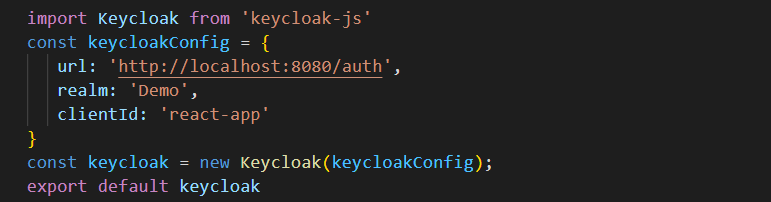 import Keycloak from 'keycloak-js'
const keycloakConfig = {
url: 'http://localhost:8080/auth',
realm: 'Demo',
clientId: 'react-app'
}
const keycloak = new Keycloak(keycloakConfig);
export default keycloak